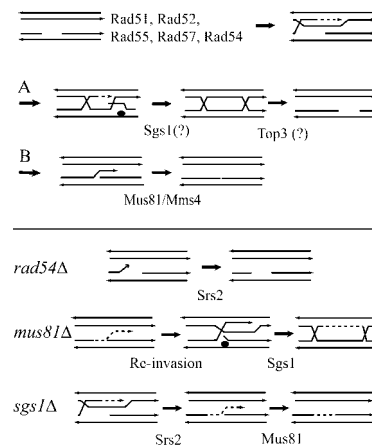 Rad51, Rad52,
Rad55, Rad57, Rad54
A
Sgs1(?)
Top3 (?)
B
Mus81/Mms4
rad54Δ
Srs2
mus81Δ
Re-invasion
Sgs1
sgs1Δ
Srs2
Mus81